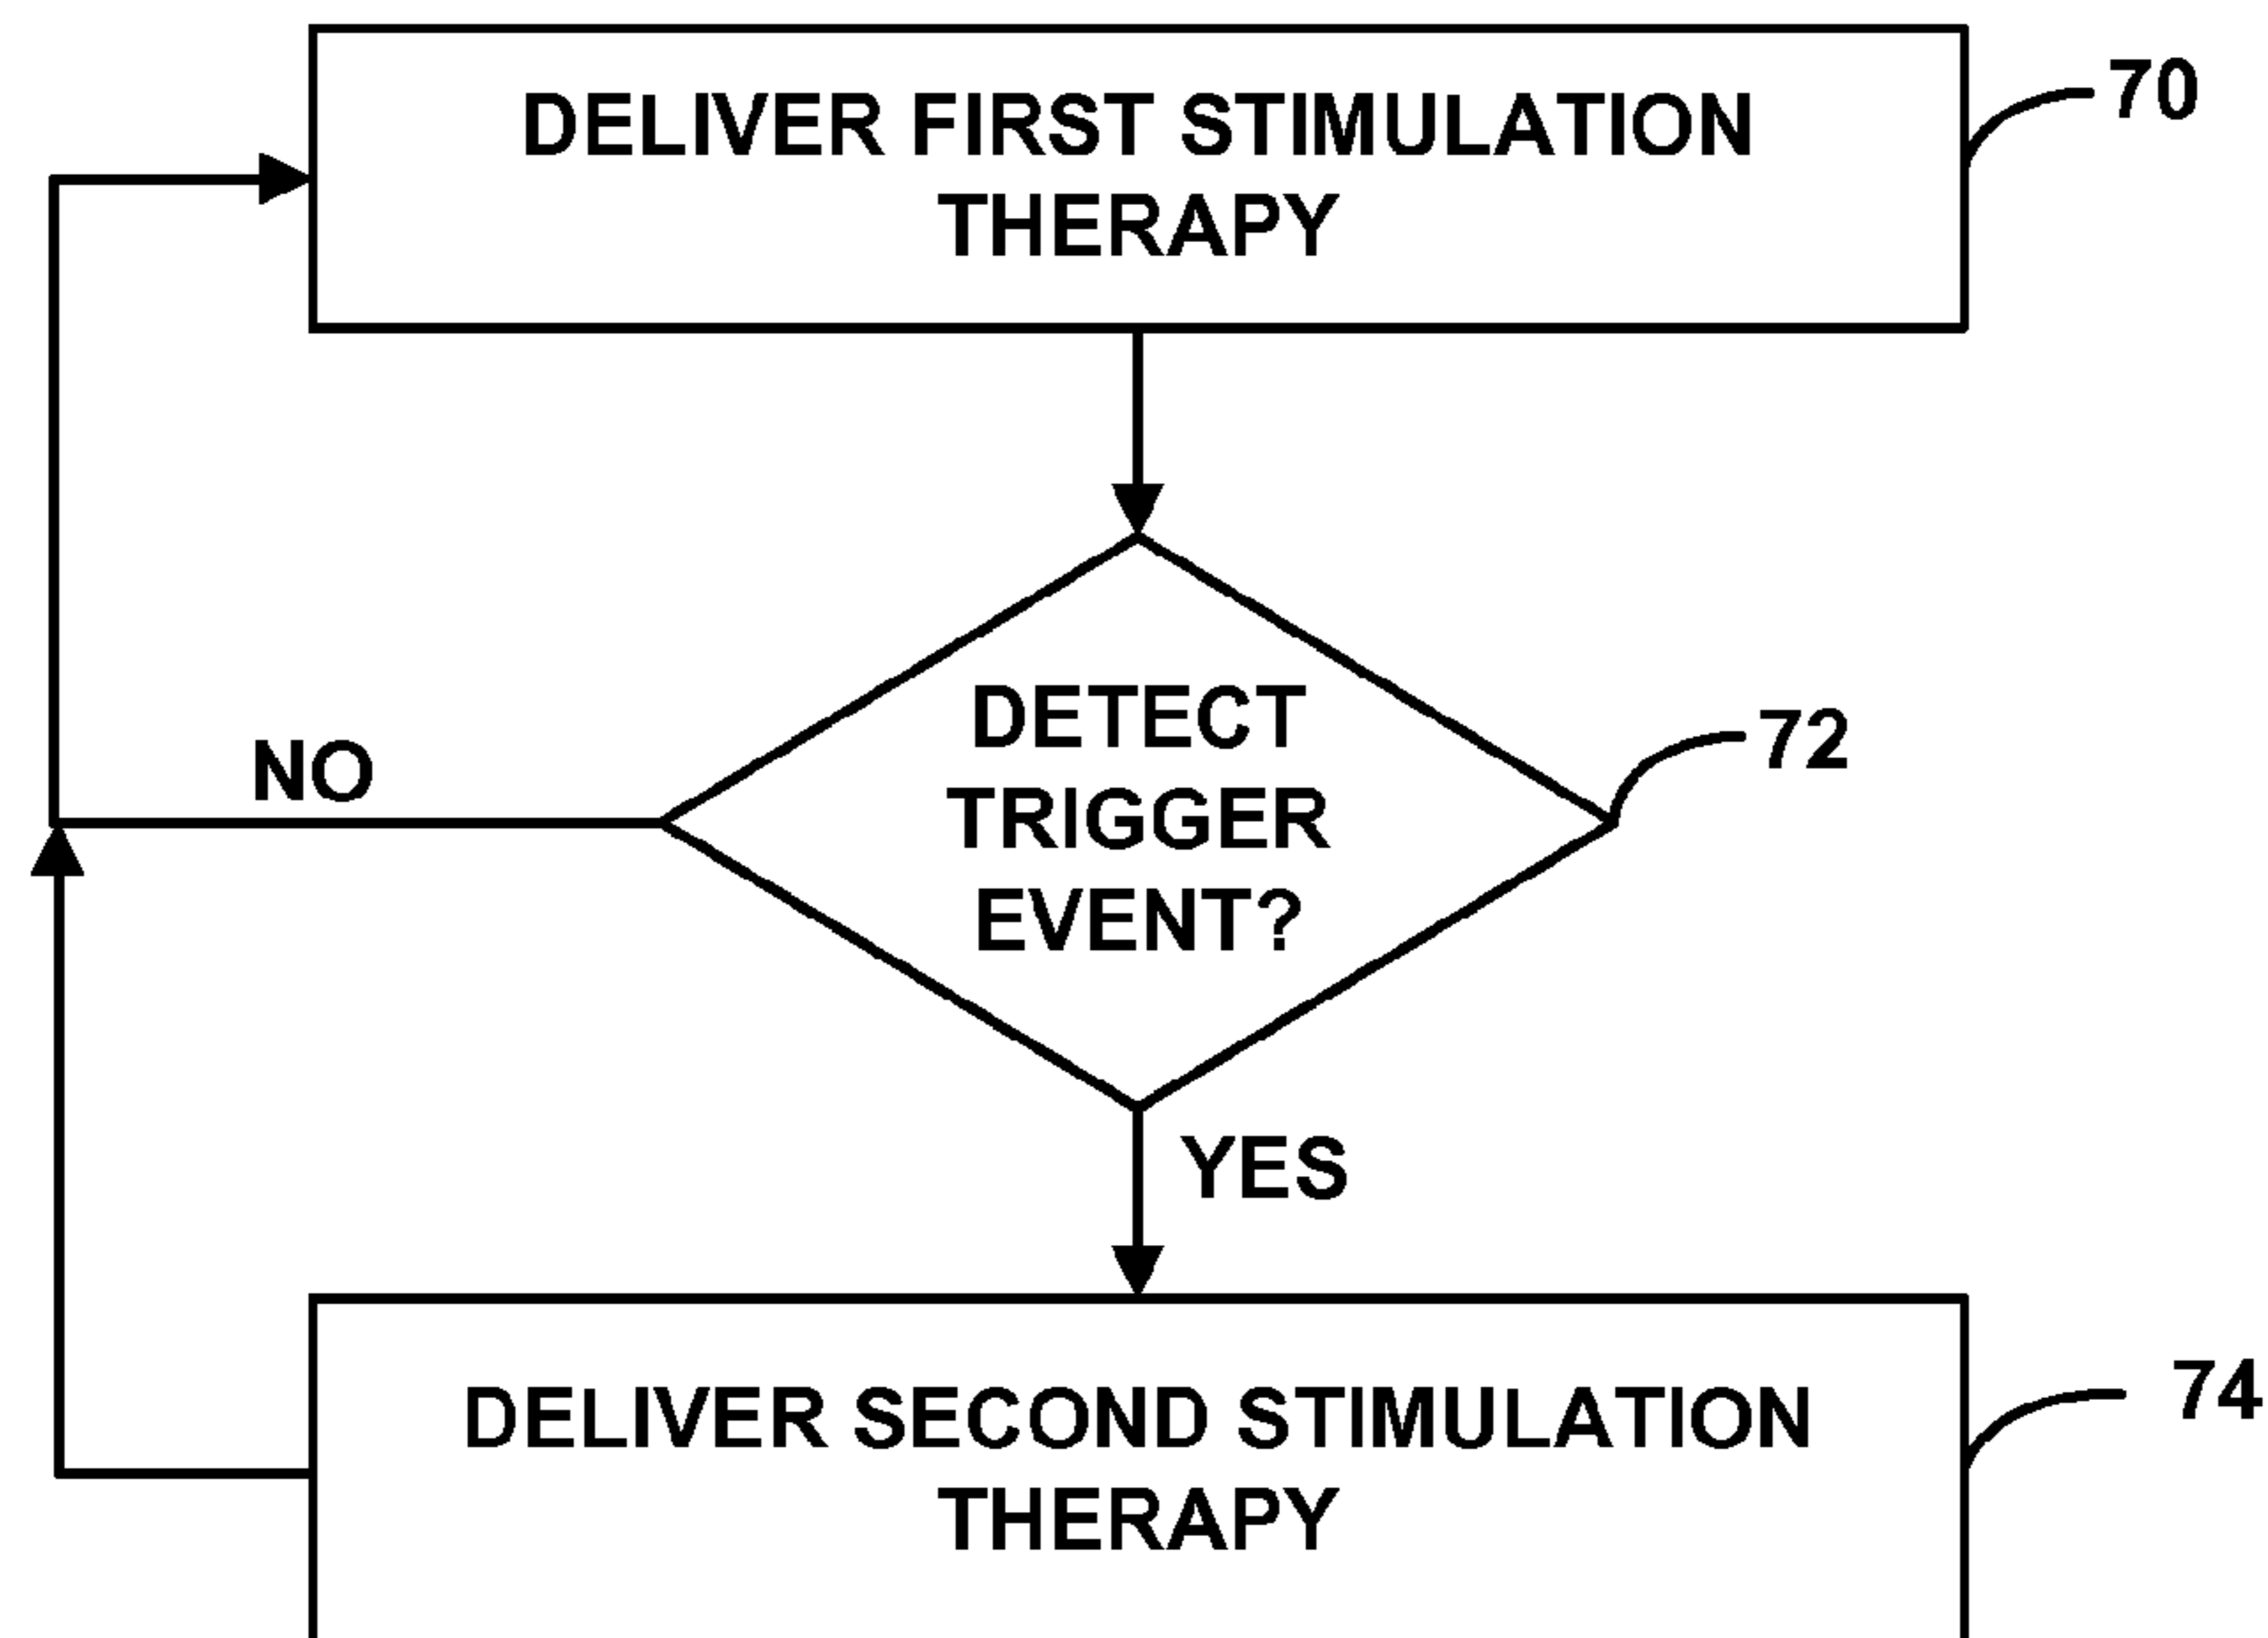 DELIVER FIRST STIMULATION
THERAPY
70
DETECT
TRIGGER
EVENT?
72
NO
YES
DELIVER SECOND STIMULATION
THERAPY
74